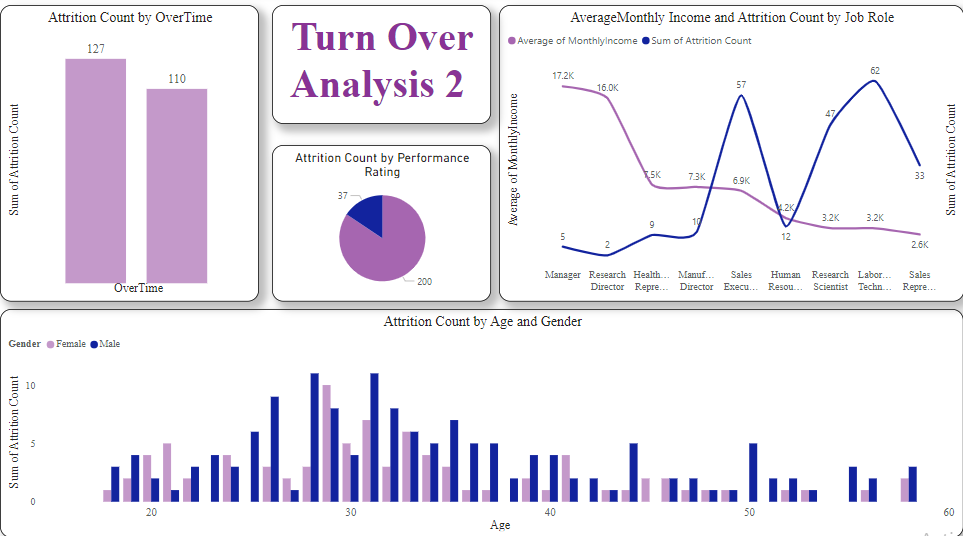 Attrition Count by OverTime
127
110
Sum of Attrition Count
OverTime
Turn Over
Analysis 2
Attrition Count by Performance
Rating
37
200
AverageMonthly Income and Attrition Count by Job Role
Average of MonthlyIncome Sum of Attrition Count
17.2K
16.0K
7.5K
7.3K
6.9K
4.2K
3.2K
3.2K
2.6K
5
2
9
10
57
12
47
62
33
Average of MonthlyIncome
Sum of Attrition Count
Manager Research Health… Manuf… Sales Human Research Labor… Sales
Director Repre… Director Execu… Resou… Scientist Techn… Repre…
Attrition Count by Age and Gender
Gender Female Male
Sum of Attrition Count
10
5
0
20 30 40 50 60
Age